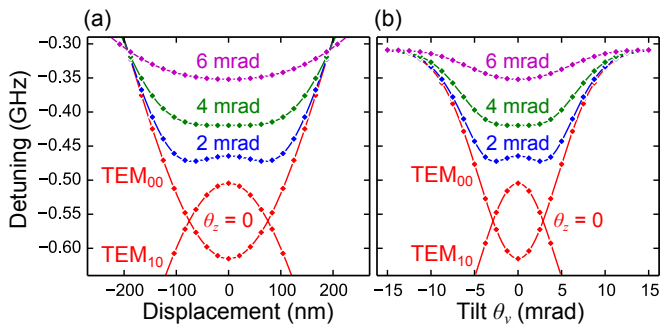 (a)
(b)
−0.30
−0.35
−0.40
−0.45
−0.50
−0.55
−0.60
Detuning (GHz)
6 mrad
4 mrad
2 mrad
TEM₀₀
θz = 0
TEM₁₀
−200 −100 0 100 200
Displacement (nm)
6 mrad
4 mrad
2 mrad
TEM₀₀
θz = 0
TEM₁₀
−15 −10 −5 0 5 10 15
Tilt θv (mrad)